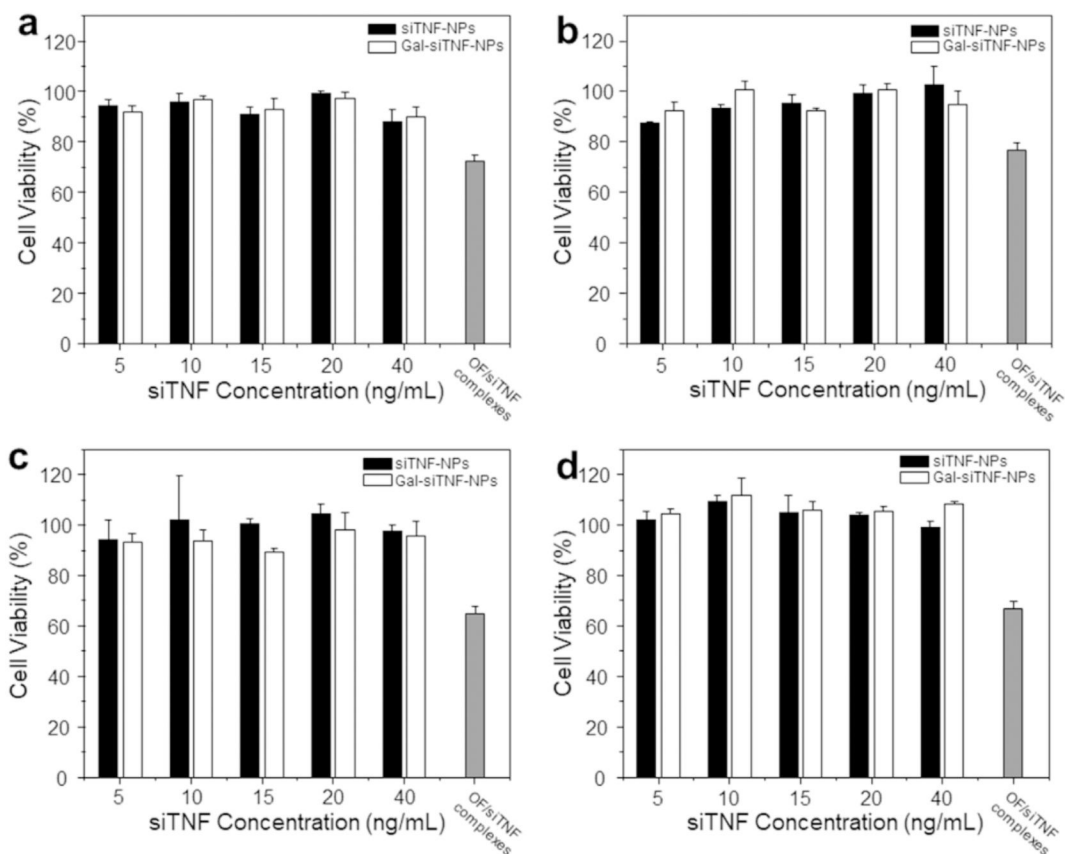 a
siTNF-NPs
Gal-siTNF-NPs
120
100
80
60
40
20
0
Cell Viability (%)
5 10 15 20 40
OF/siTNF
complexes
siTNF Concentration (ng/mL)
b
siTNF-NPs
Gal-siTNF-NPs
120
100
80
60
40
20
0
Cell Viability (%)
5 10 15 20 40
OF/siTNF
complexes
siTNF Concentration (ng/mL)
c
siTNF-NPs
Gal-siTNF-NPs
120
100
80
60
40
20
0
Cell Viability (%)
5 10 15 20 40
OF/siTNF
complexes
siTNF Concentration (ng/mL)
d
siTNF-NPs
Gal-siTNF-NPs
120
100
80
60
40
20
0
Cell Viability (%)
5 10 15 20 40
OF/siTNF
complexes
siTNF Concentration (ng/mL)